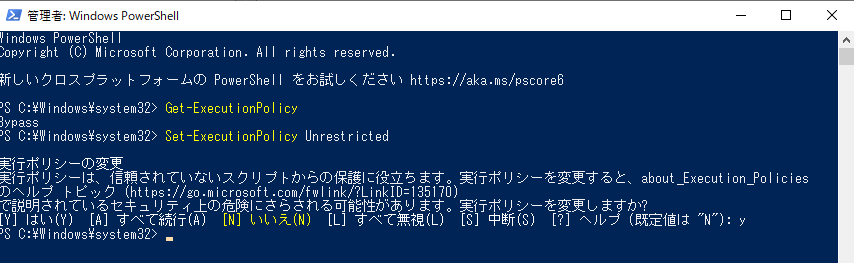 管理者: Windows PowerShell
Windows PowerShell
Copyright (C) Microsoft Corporation. All rights reserved.
新しいクロスプラットフォームの PowerShell をお試しください https://aka.ms/pscore6
PS C:¥Windows¥system32> Get-ExecutionPolicy
Bypass
PS C:¥Windows¥system32> Set-ExecutionPolicy Unrestricted
実行ポリシーの変更
実行ポリシーは、信頼されていないスクリプトからの保護に役立ちます。実行ポリシーを変更すると、about_Execution_Policies
のヘルプ トピック (https://go.microsoft.com/fwlink/?LinkID=135170)
で説明されているセキュリティ上の危険にさらされる可能性があります。実行ポリシーを変更しますか?
[Y] はい(Y)  [A] すべて続行(A)  [N] いいえ(N)  [L] すべて無視(L)  [S] 中断(S)  [?] ヘルプ (既定値は "N"): y
PS C:¥Windows¥system32>